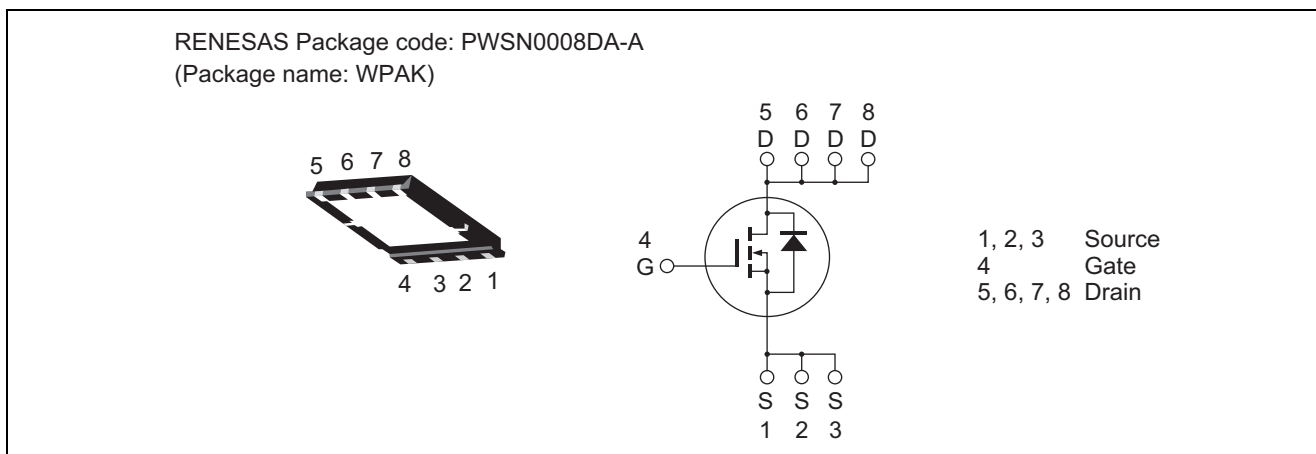 RENESAS Package code: PWSN0008DA-A
(Package name: WPAK)
5 6 7 8
4 3 2 1
5 6 7 8
D D D D
4
G
S S S
1 2 3
1, 2, 3 Source
4 Gate
5, 6, 7, 8 Drain